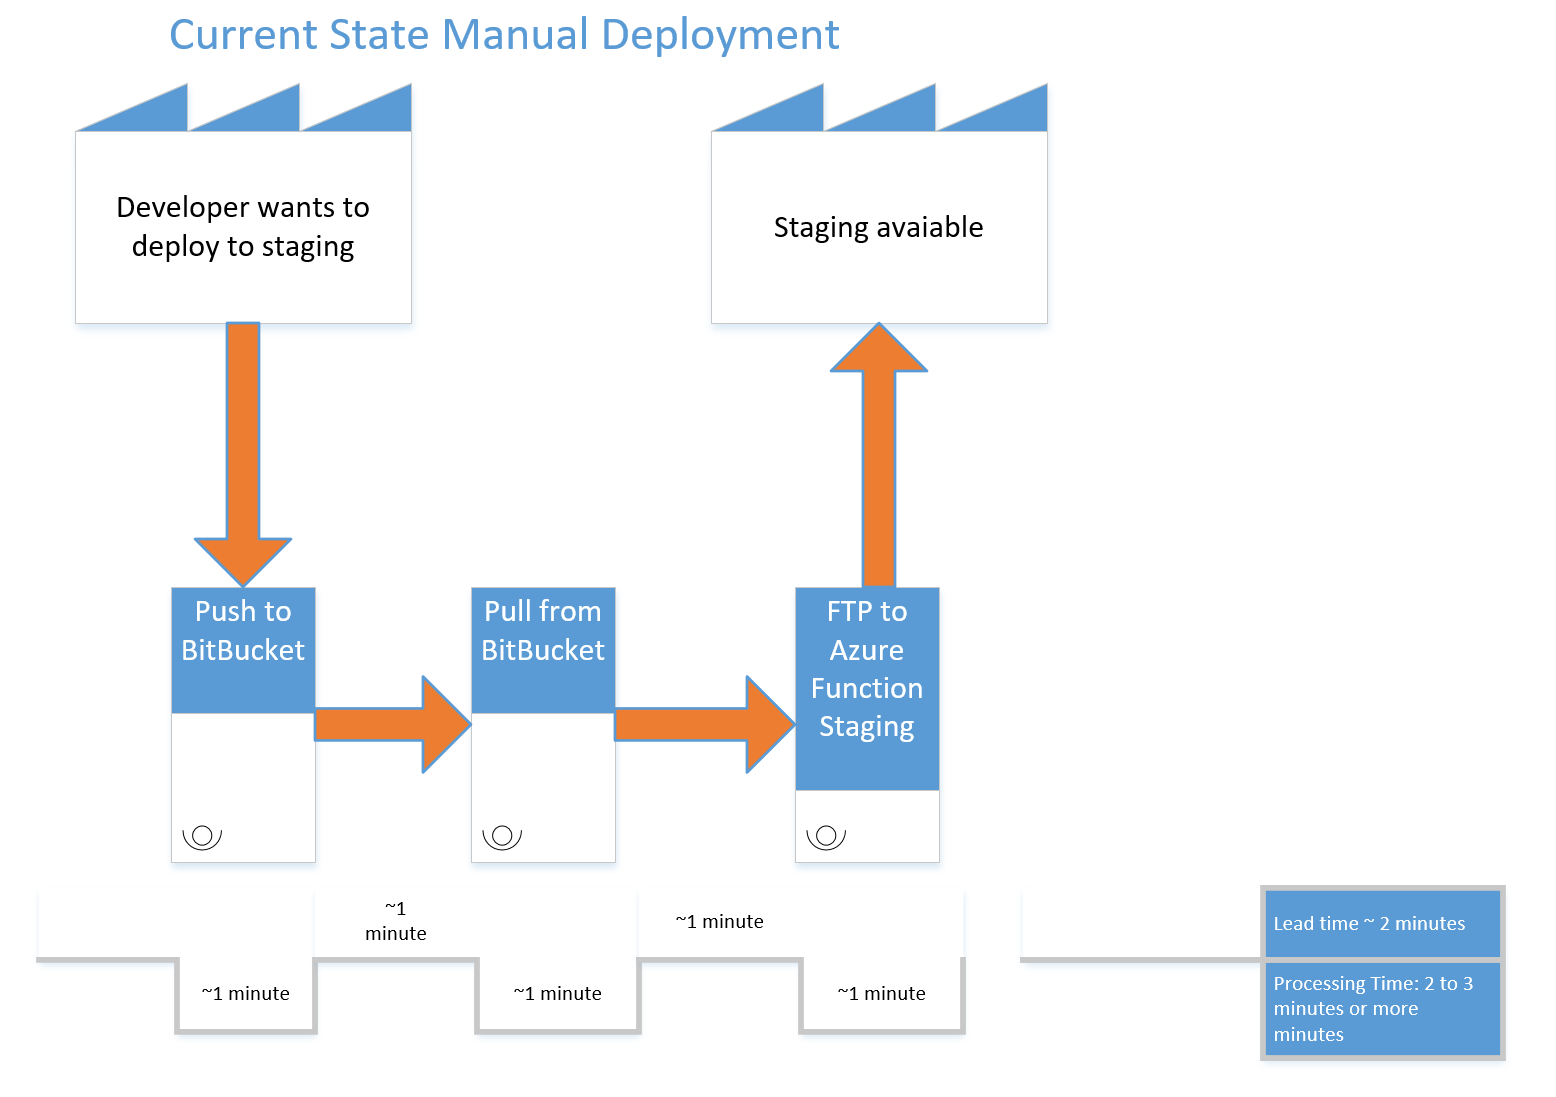 Current State Manual Deployment
Developer wants to
deploy to staging
Staging avaiable
Push to
BitBucket
Pull from
BitBucket
FTP to
Azure
Function
Staging
~1
minute
~1 minute
~1 minute
~1 minute
~1 minute
Lead time ~ 2 minutes
Processing Time: 2 to 3
minutes or more
minutes